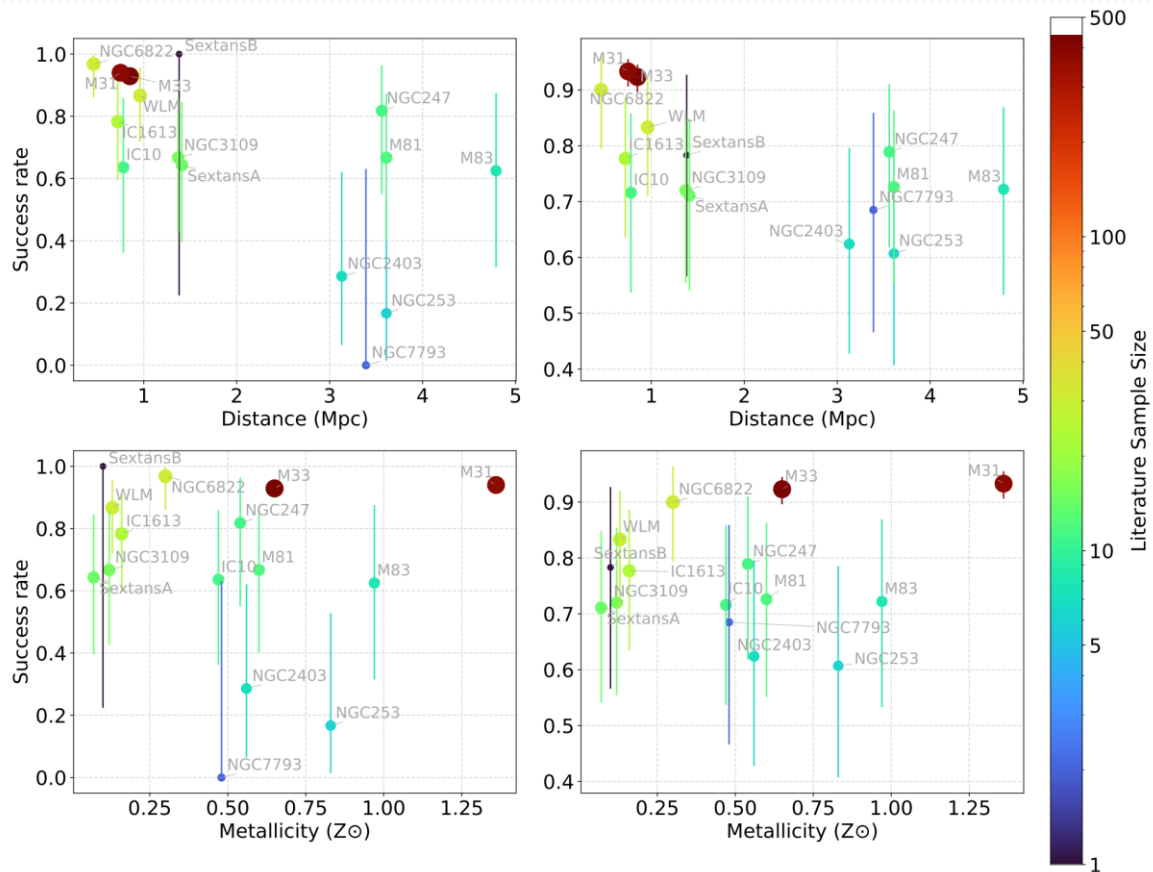 NGC6822
SextansB
M31
M33
WLM
IC1613
IC10
NGC3109
SextansA
NGC247
M81
M83
NGC2403
NGC253
NGC7793
1.0
0.8
0.6
0.4
0.2
0.0
Success rate
1
2
3
4
5
Distance (Mpc)
M31
M33
NGC6822
WLM
IC1613
IC10
SextansB
NGC3109
SextansA
NGC247
M81
M83
NGC7793
NGC2403
NGC253
0.9
0.8
0.7
0.6
0.5
0.4
1
2
3
4
5
Distance (Mpc)
SextansB
NGC6822
M33
M31
WLM
IC1613
NGC3109
SextansA
NGC247
IC10
M81
M83
NGC2403
NGC253
NGC7793
1.0
0.8
0.6
0.4
0.2
0.0
Success rate
0.25
0.50
0.75
1.00
1.25
Metallicity (Z⊙)
M31
M33
NGC6822
WLM
SextansB
IC1613
NGC3109
SextansA
NGC247
IC10
M81
M83
NGC7793
NGC2403
NGC253
0.9
0.8
0.7
0.6
0.5
0.4
0.25
0.50
0.75
1.00
1.25
Metallicity (Z⊙)
500
100
50
10
5
1
Literature Sample Size